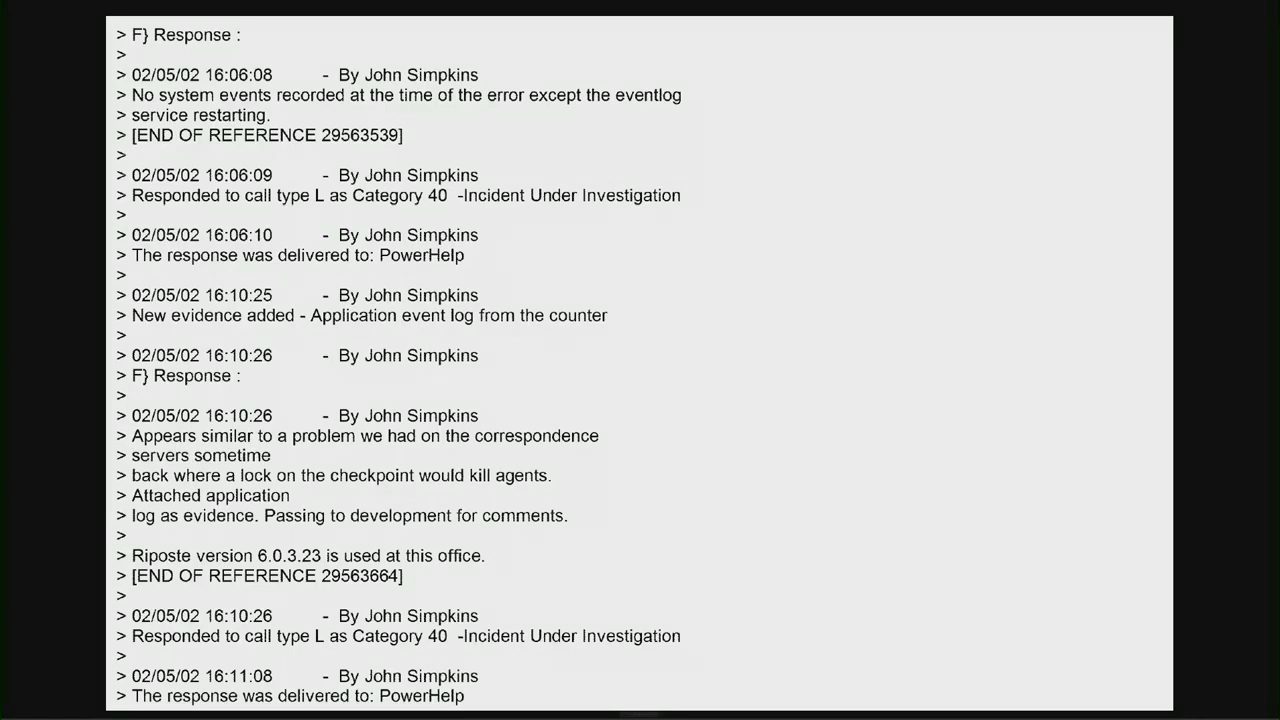 > F} Response :
>
> 02/05/02 16:06:08 - By John Simpkins
> No system events recorded at the time of the error except the eventlog
> service restarting.
> [END OF REFERENCE 29563539]
>
> 02/05/02 16:06:09 - By John Simpkins
> Responded to call type L as Category 40 -Incident Under Investigation
>
> 02/05/02 16:06:10 - By John Simpkins
> The response was delivered to: PowerHelp
>
> 02/05/02 16:10:25 - By John Simpkins
> New evidence added - Application event log from the counter
>
> 02/05/02 16:10:26 - By John Simpkins
> F} Response :
>
> 02/05/02 16:10:26 - By John Simpkins
> Appears similar to a problem we had on the correspondence
> servers sometime
> back where a lock on the checkpoint would kill agents.
> Attached application
> log as evidence. Passing to development for comments.
>
> Riposte version 6.0.3.23 is used at this office.
> [END OF REFERENCE 29563664]
>
> 02/05/02 16:10:26 - By John Simpkins
> Responded to call type L as Category 40 -Incident Under Investigation
>
> 02/05/02 16:11:08 - By John Simpkins
> The response was delivered to: PowerHelp